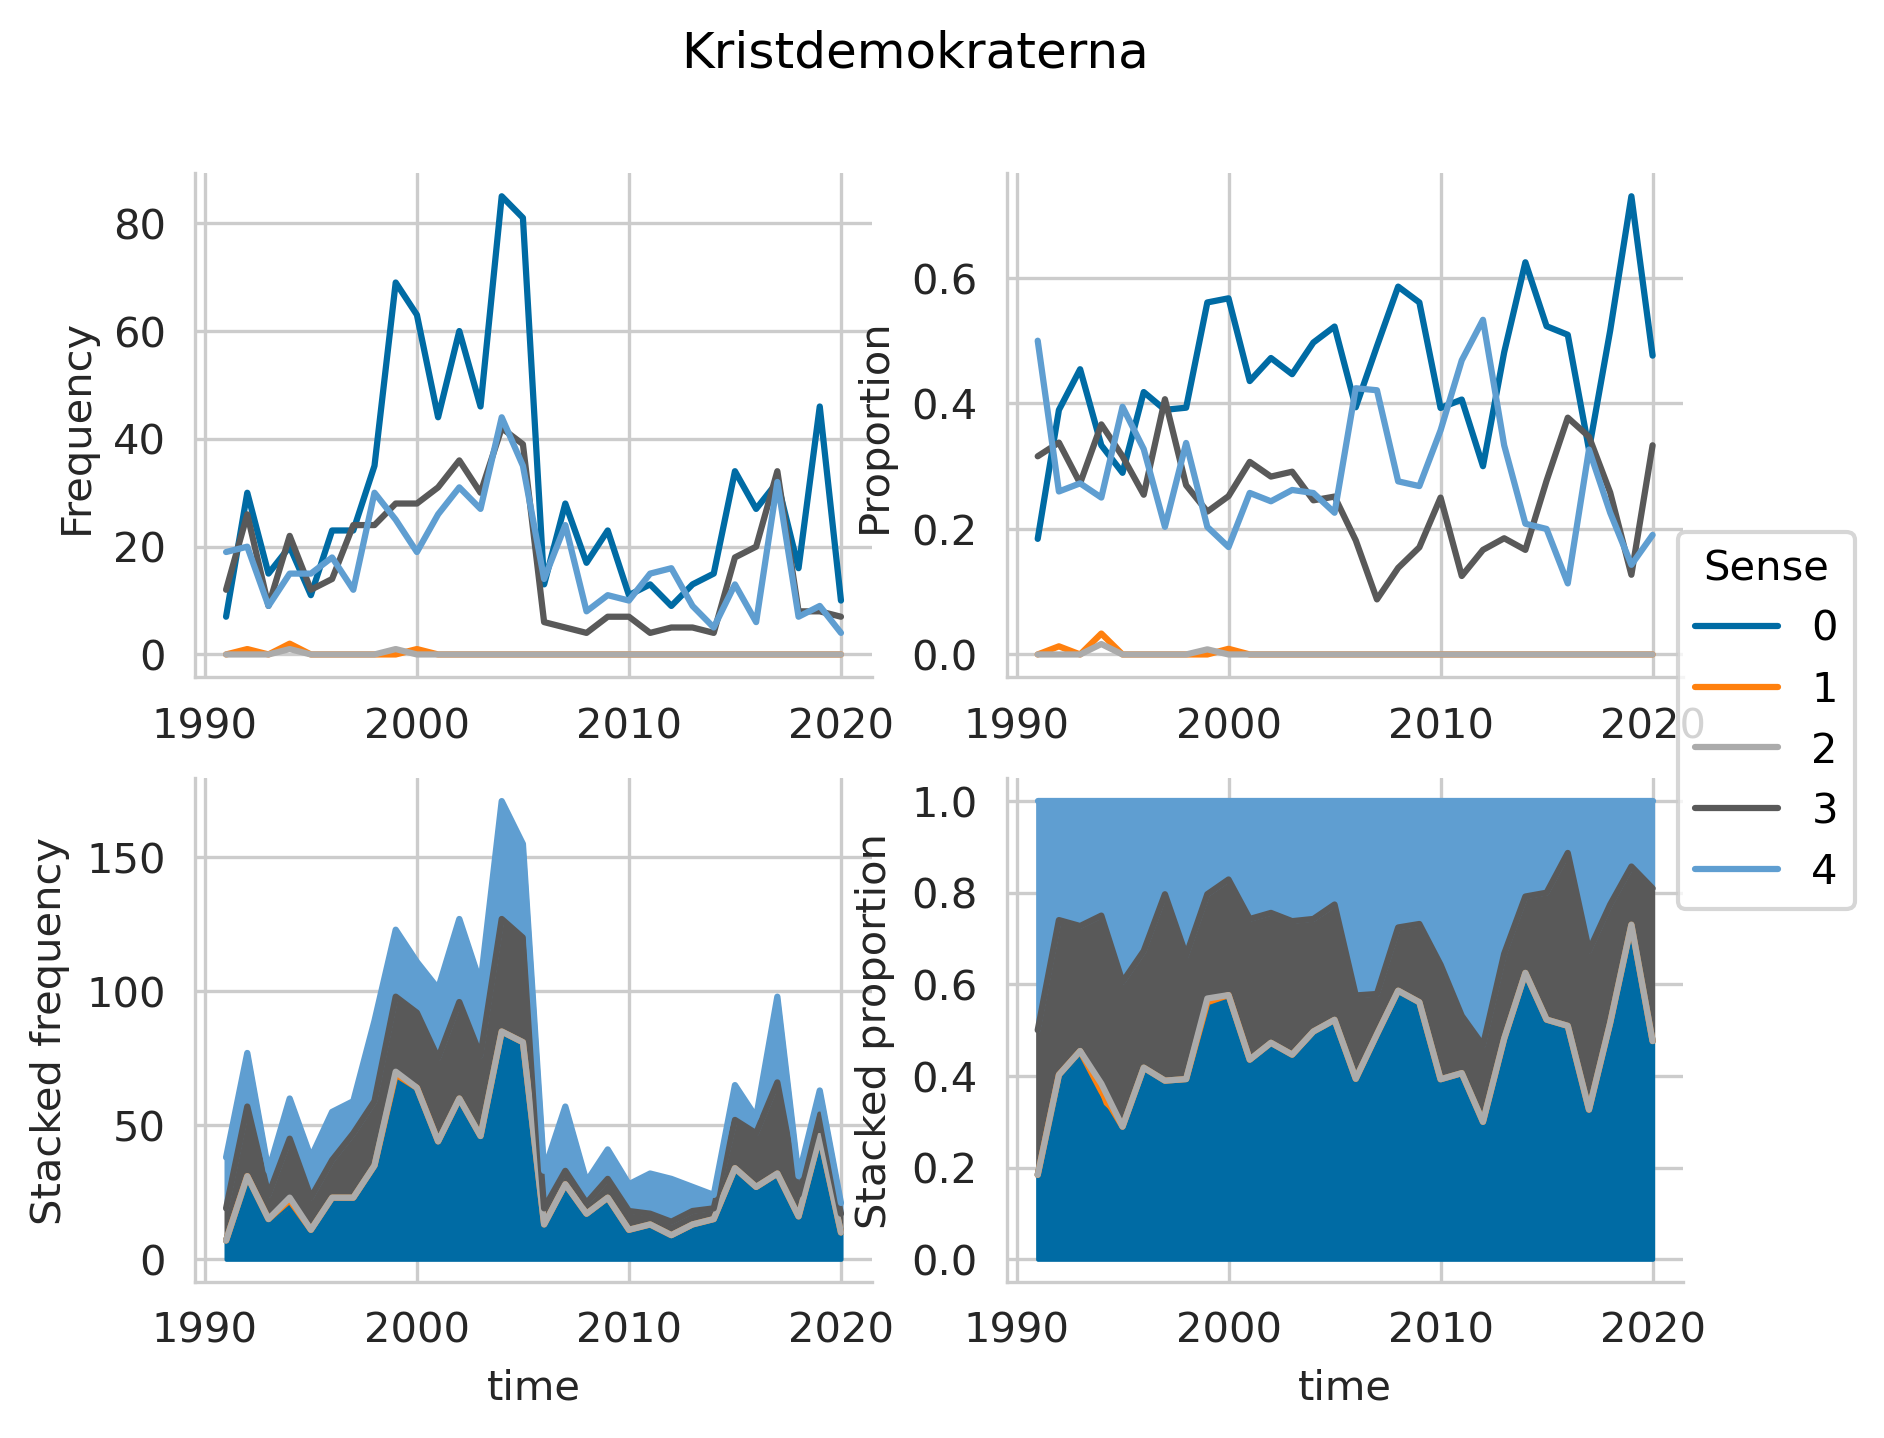 Kristdemokraterna
Frequency
80
60
40
20
0
1990 2000 2010 2020
Proportion
0.6
0.4
0.2
0.0
1990 2000 2010 2020
Sense
0
1
2
3
4
Stacked frequency
150
100
50
0
1990 2000 2010 2020
time
Stacked proportion
1.0
0.8
0.6
0.4
0.2
0.0
1990 2000 2010 2020
time